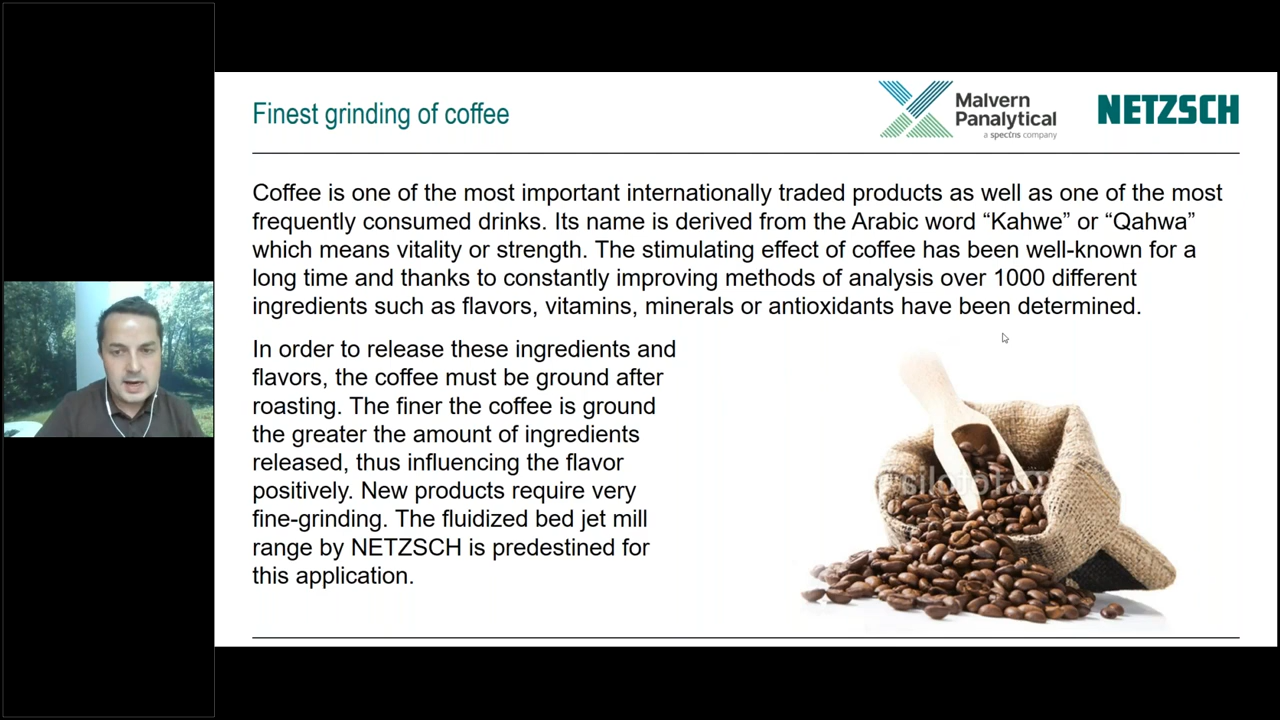 Finest grinding of coffee
Malvern
Panalytical
a spectris company
NETZSCH
Coffee is one of the most important internationally traded products as well as one of the most
frequently consumed drinks. Its name is derived from the Arabic word “Kahwe” or “Qahwa”
which means vitality or strength. The stimulating effect of coffee has been well-known for a
long time and thanks to constantly improving methods of analysis over 1000 different
ingredients such as flavors, vitamins, minerals or antioxidants have been determined.
In order to release these ingredients and
flavors, the coffee must be ground after
roasting. The finer the coffee is ground
the greater the amount of ingredients
released, thus influencing the flavor
positively. New products require very
fine-grinding. The fluidized bed jet mill
range by NETZSCH is predestined for
this application.